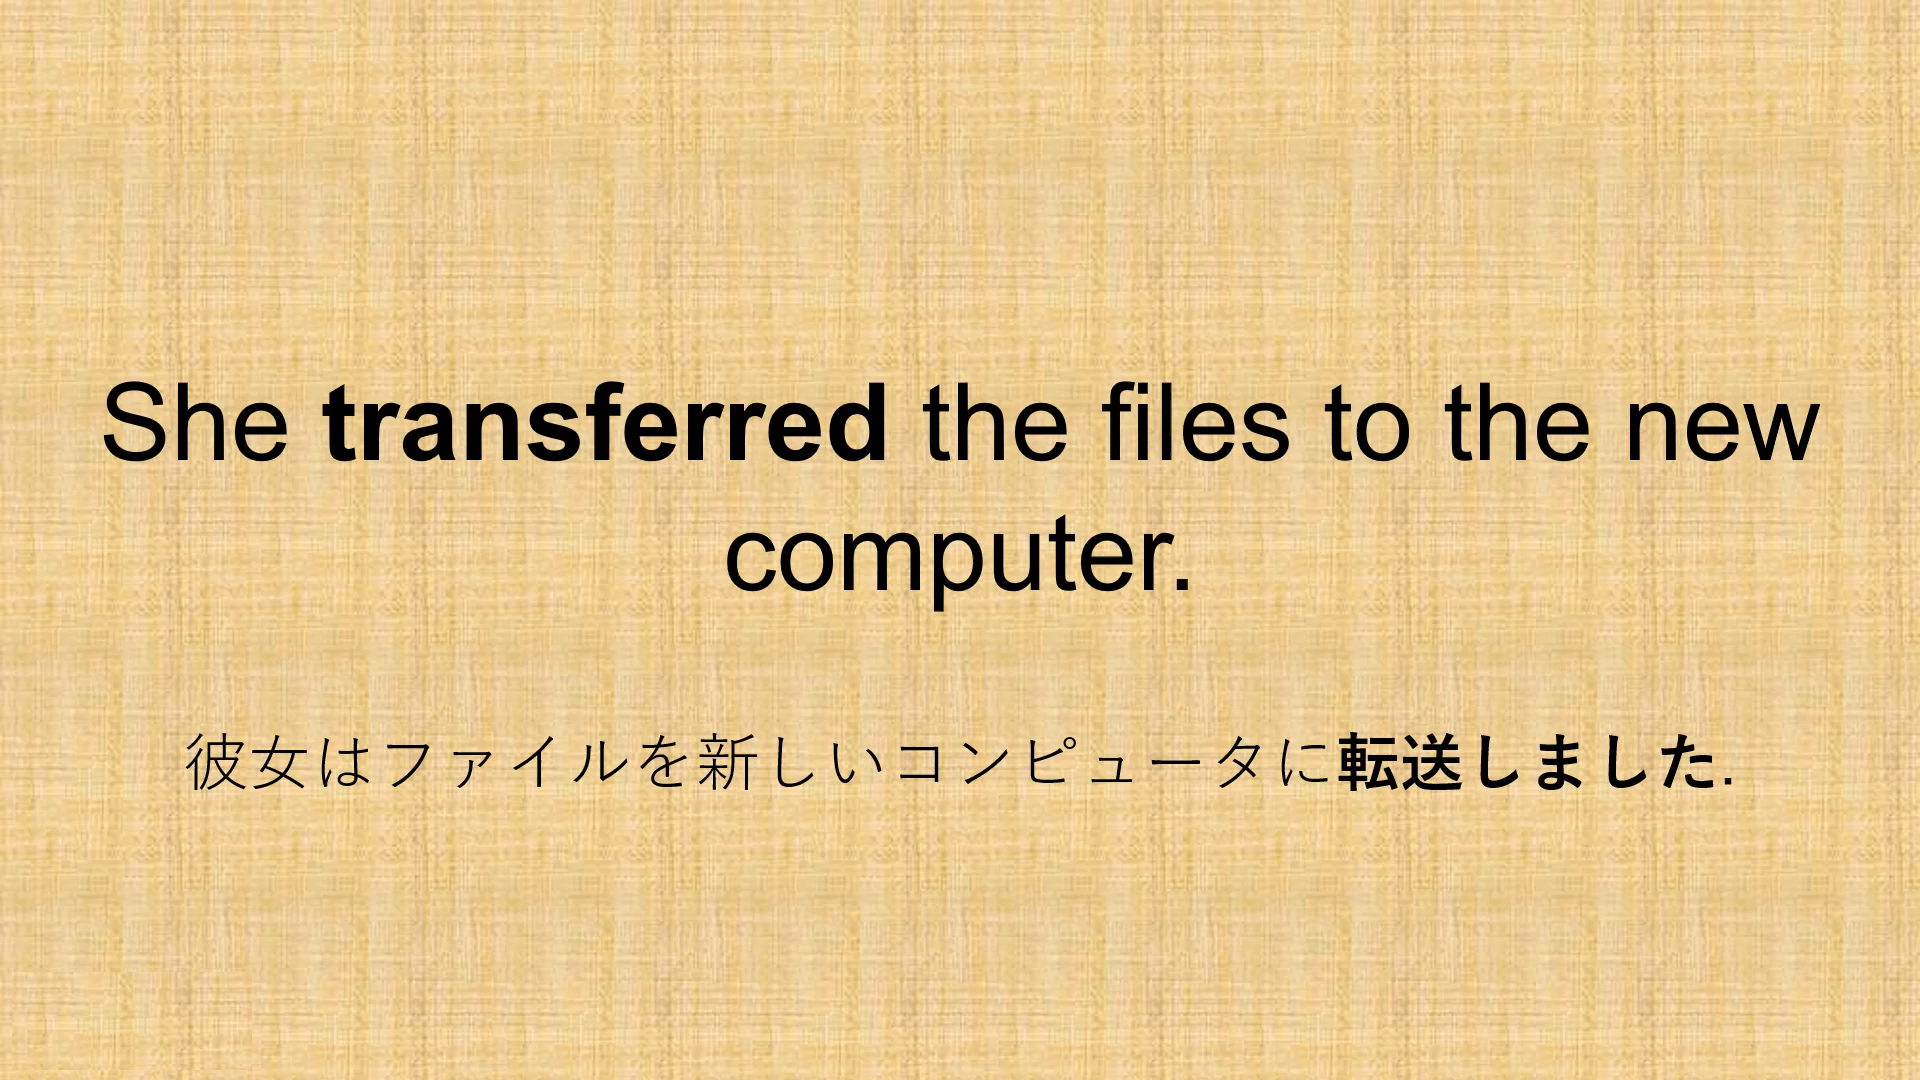 She transferred the files to the new
computer.
彼女はファイルを新しいコンピュータに転送しました.